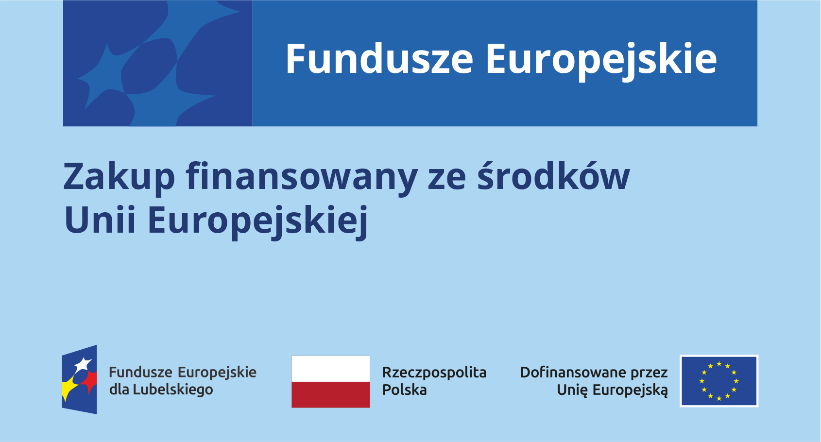 Fundusze Europejskie
Zakup finansowany ze środków
Unii Europejskiej
Fundusze Europejskie
dla Lubelskiego
Rzeczpospolita
Polska
Dofinansowane przez
Unię Europejską